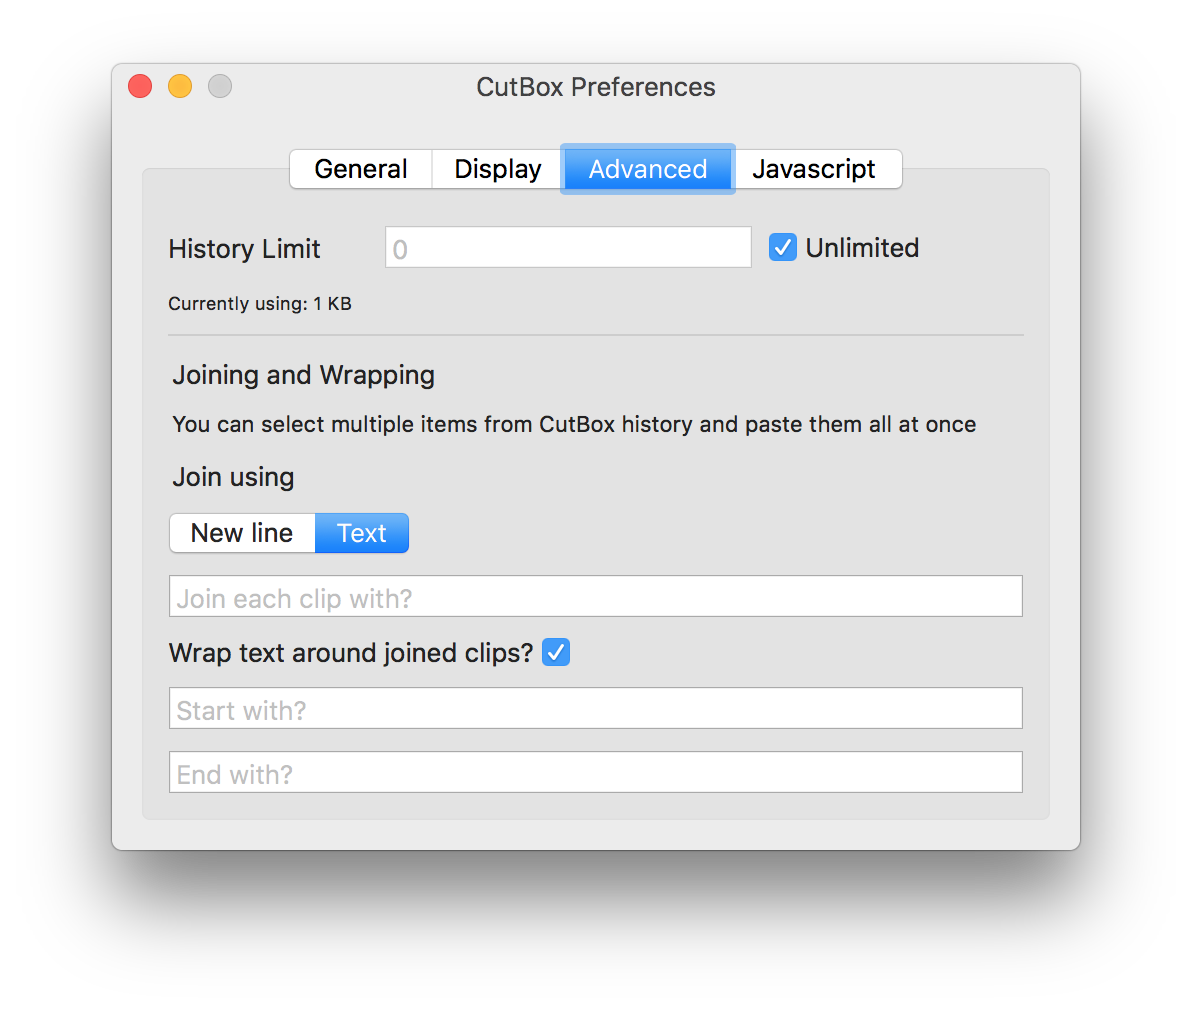 CutBox Preferences
General Display Advanced Javascript
History Limit 0 Unlimited
Currently using: 1 KB
Joining and Wrapping
You can select multiple items from CutBox history and paste them all at once
Join using
New line Text
Join each clip with?
Wrap text around joined clips?
Start with?
End with?